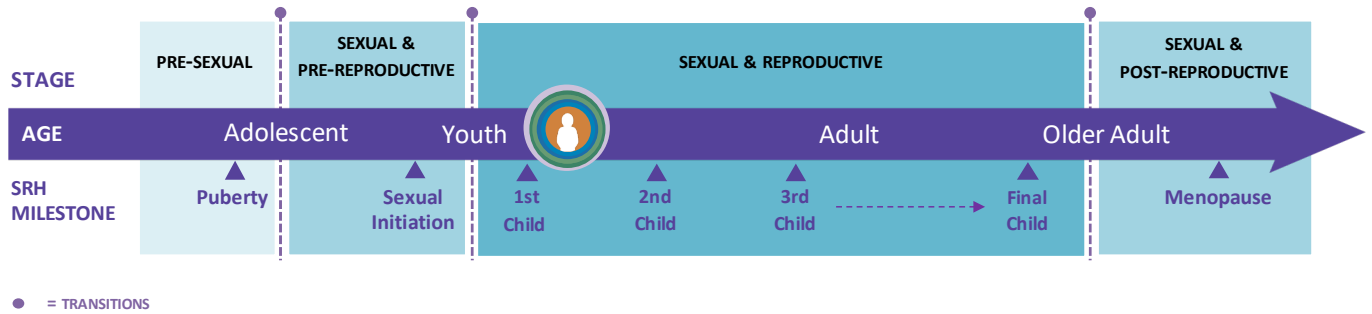 STAGE
PRE-SEXUAL
SEXUAL &
PRE-REPRODUCTIVE
SEXUAL & REPRODUCTIVE
SEXUAL &
POST-REPRODUCTIVE
AGE
Adolescent
Youth
Adult
Older Adult
SRH
MILESTONE
Puberty
Sexual
Initiation
1st
Child
2nd
Child
3rd
Child
Final
Child
Menopause
= TRANSITIONS